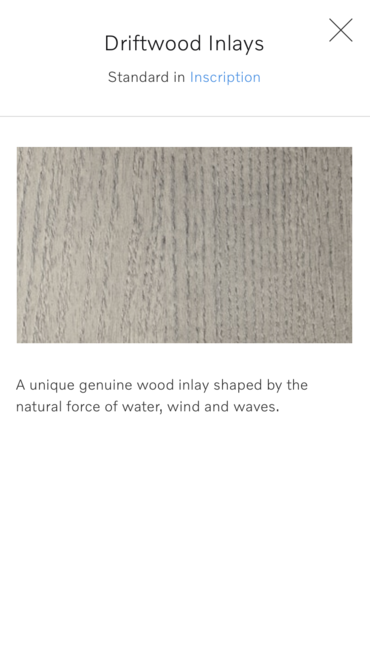 Driftwood Inlays
Standard in Inscription
A unique genuine wood inlay shaped by the
natural force of water, wind and waves.